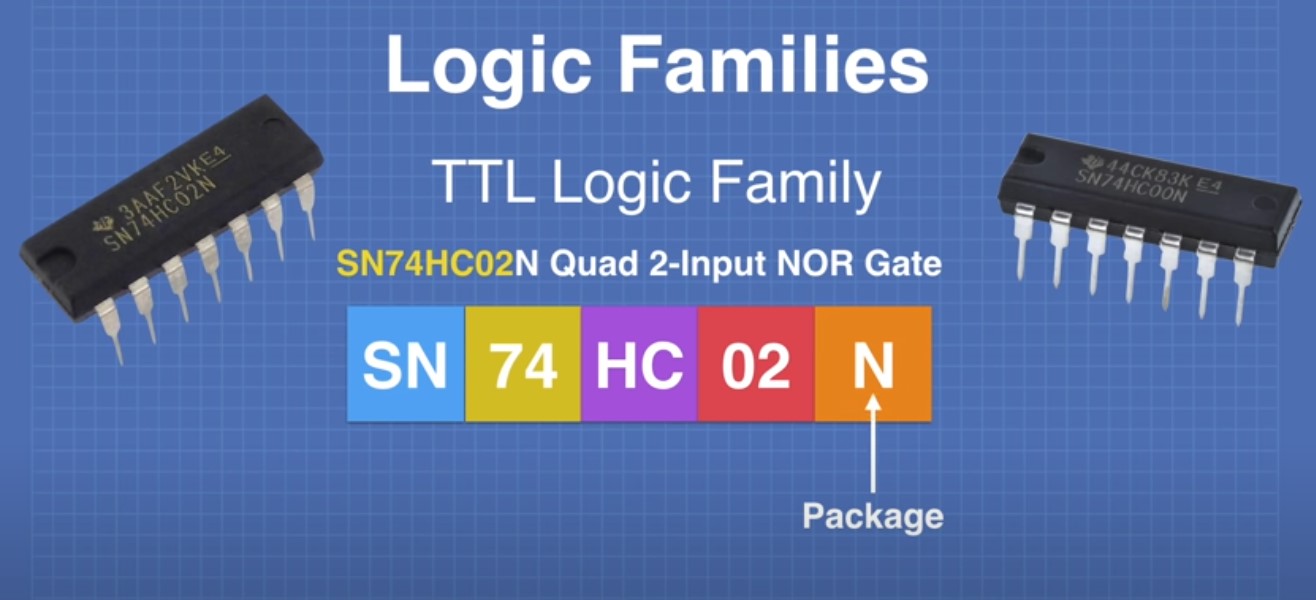 Logic Families
TTL Logic Family
3AAF2VKE4
SN74HC02N
44CK83K E4
SN74HC00N
SN74HC02N Quad 2-Input NOR Gate
SN 74 HC 02 N
Package